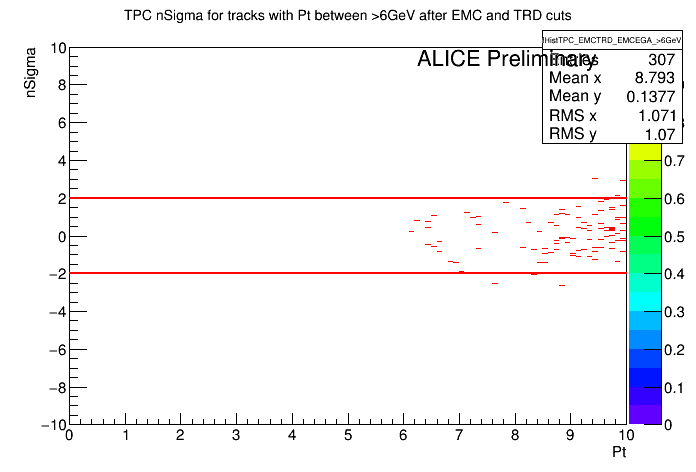 TPC nSigma for tracks with Pt between >6GeV after EMC and TRD cuts
HistTPC_EMCTRD_EMCEGA_>6GeV
ALICE Preliminary
Entries 307
Mean x 8.793
Mean y 0.1377
RMS x 1.071
RMS y 1.07
nSigma
10
8
6
4
2
0
−2
−4
−6
−8
−10
0 1 2 3 4 5 6 7 8 9 10
Pt
0.7
0.6
0.5
0.4
0.3
0.2
0.1
0